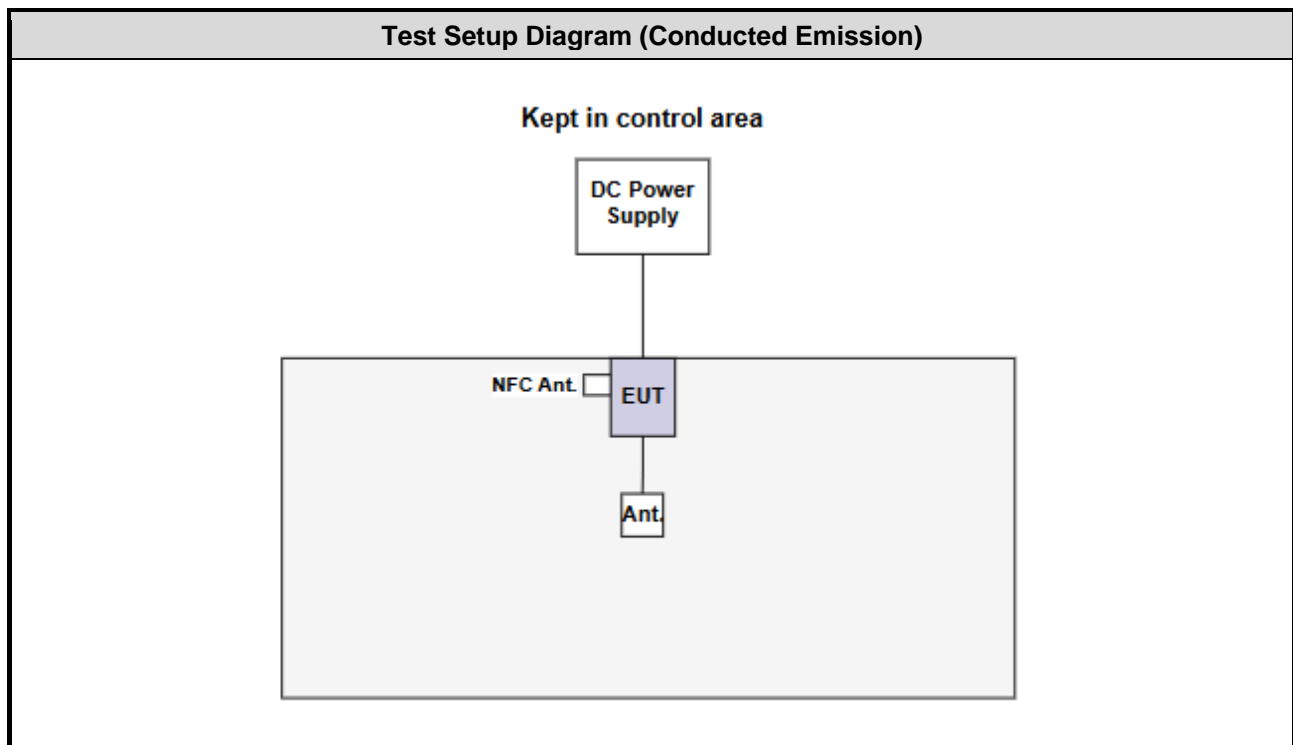 Test Setup Diagram (Conducted Emission)
Kept in control area
DC Power
Supply
NFC Ant.
EUT
Ant.